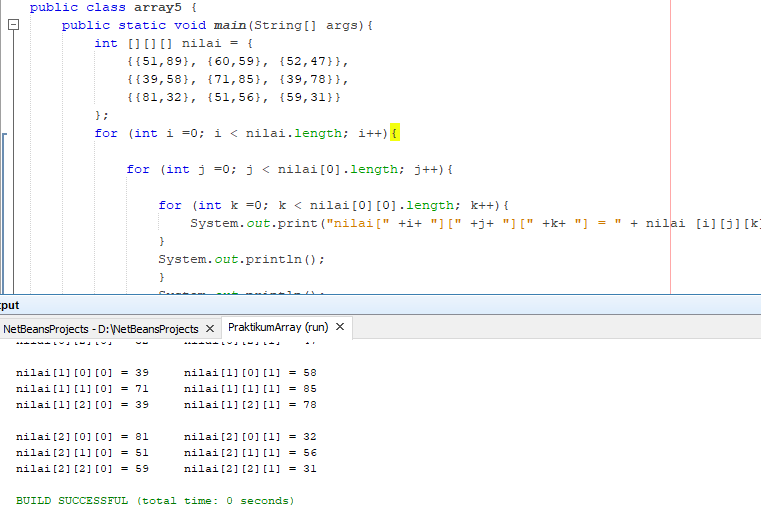 public class array5 {
public static void main(String[] args){
int [][][] nilai = {
{{51,89}, {60,59}, {52,47}},
{{39,58}, {71,85}, {39,78}},
{{81,32}, {51,56}, {59,31}}
};
for (int i =0; i < nilai.length; i++){
for (int j =0; j < nilai[0].length; j++){
for (int k =0; k < nilai[0][0].length; k++){
System.out.print("nilai[" +i+ "][" +j+ "][" +k+ "] = " + nilai [i][j][k]
}
System.out.println();
}
put
NetBeansProjects - D:\NetBeansProjects × PraktikumArray (run) ×
nilai[1][0][0] = 39 nilai[1][0][1] = 58
nilai[1][1][0] = 71 nilai[1][1][1] = 85
nilai[1][2][0] = 39 nilai[1][2][1] = 78
nilai[2][0][0] = 81 nilai[2][0][1] = 32
nilai[2][1][0] = 51 nilai[2][1][1] = 56
nilai[2][2][0] = 59 nilai[2][2][1] = 31
BUILD SUCCESSFUL (total time: 0 seconds)